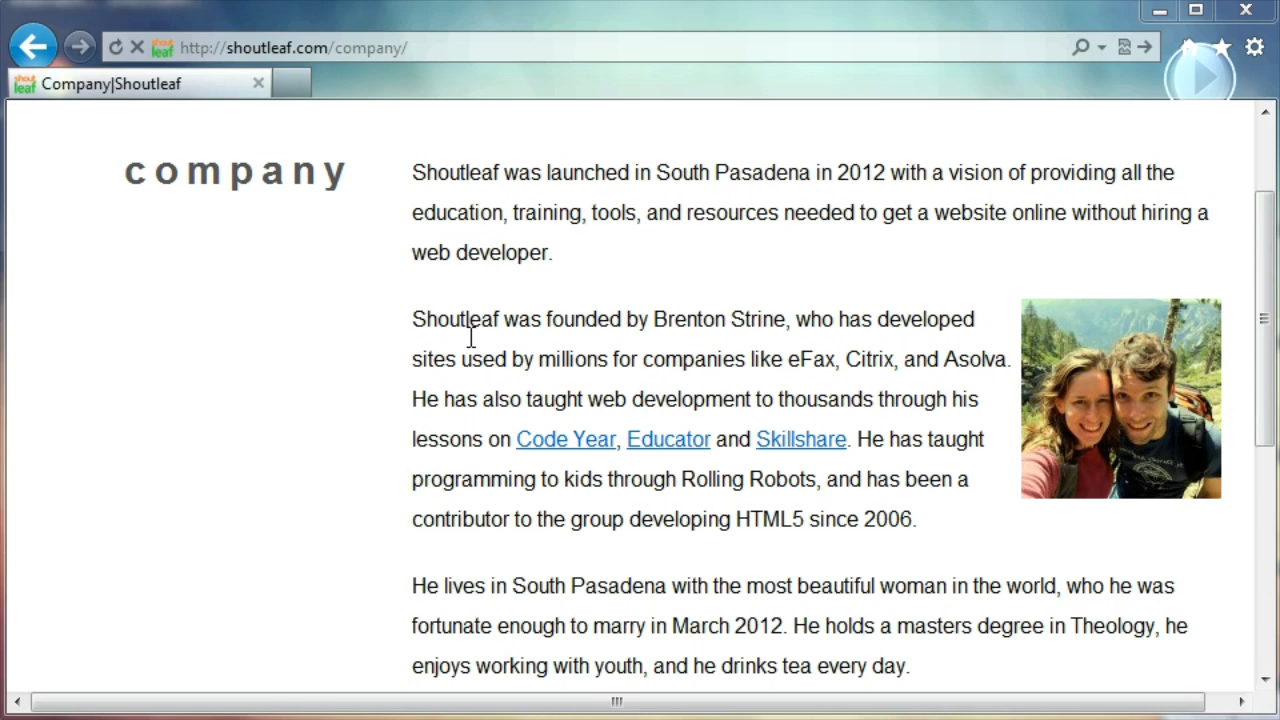 http://shoutleaf.com/company/
shout
leaf
Company|Shoutleaf
company
Shoutleaf was launched in South Pasadena in 2012 with a vision of providing all the
education, training, tools, and resources needed to get a website online without hiring a
web developer.
Shoutleaf was founded by Brenton Strine, who has developed
sites used by millions for companies like eFax, Citrix, and Asolva.
He has also taught web development to thousands through his
lessons on Code Year, Educator and Skillshare. He has taught
programming to kids through Rolling Robots, and has been a
contributor to the group developing HTML5 since 2006.
He lives in South Pasadena with the most beautiful woman in the world, who he was
fortunate enough to marry in March 2012. He holds a masters degree in Theology, he
enjoys working with youth, and he drinks tea every day.